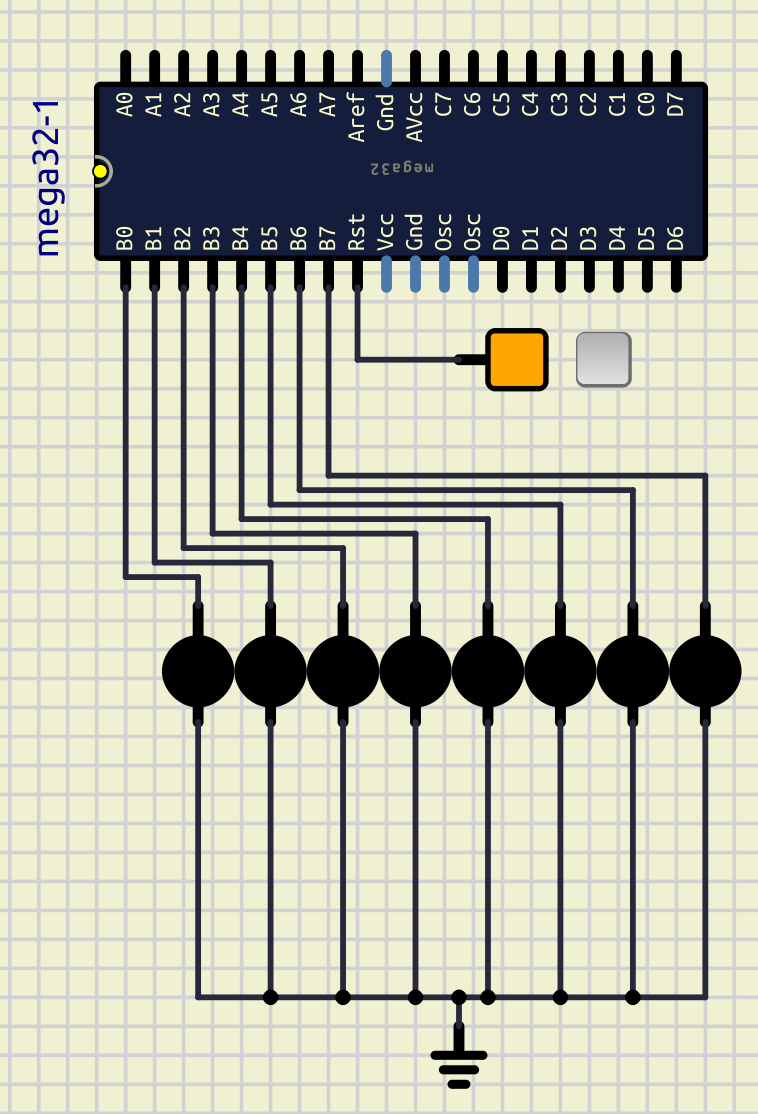 mega32-1
A0 A1 A2 A3 A4 A5 A6 A7 Aref Gnd AVcc C7 C6 C5 C4 C3 C2 C1 C0 D7
mega32
B0 B1 B2 B3 B4 B5 B6 B7 Rst Vcc Gnd Osc Osc D0 D1 D2 D3 D4 D5 D6